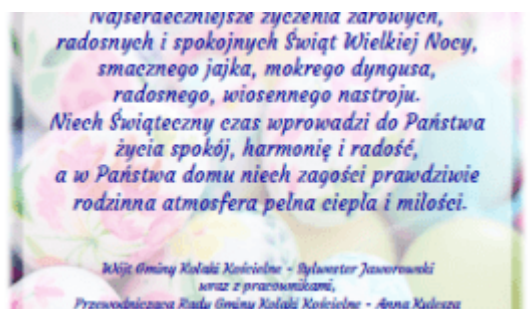 Najserdeczniejsze życzenia zdrowych,
radosnych i spokojnych Świąt Wielkiej Nocy,
smacznego jajka, mokrego dyngusa,
radosnego, wiosennego nastroju.
Niech Świąteczny czas wprowadzi do Państwa
życia spokój, harmonię i radość,
a w Państwa domu niech zagości prawdziwie
rodzinna atmosfera pełna ciepła i miłości.
Wójt Gminy Kołaki Kościelne - Sylwester Jaworowski
wraz z pracownikami,
Przewodnicząca Rady Gminy Kołaki Kościelne - Anna Kulesza